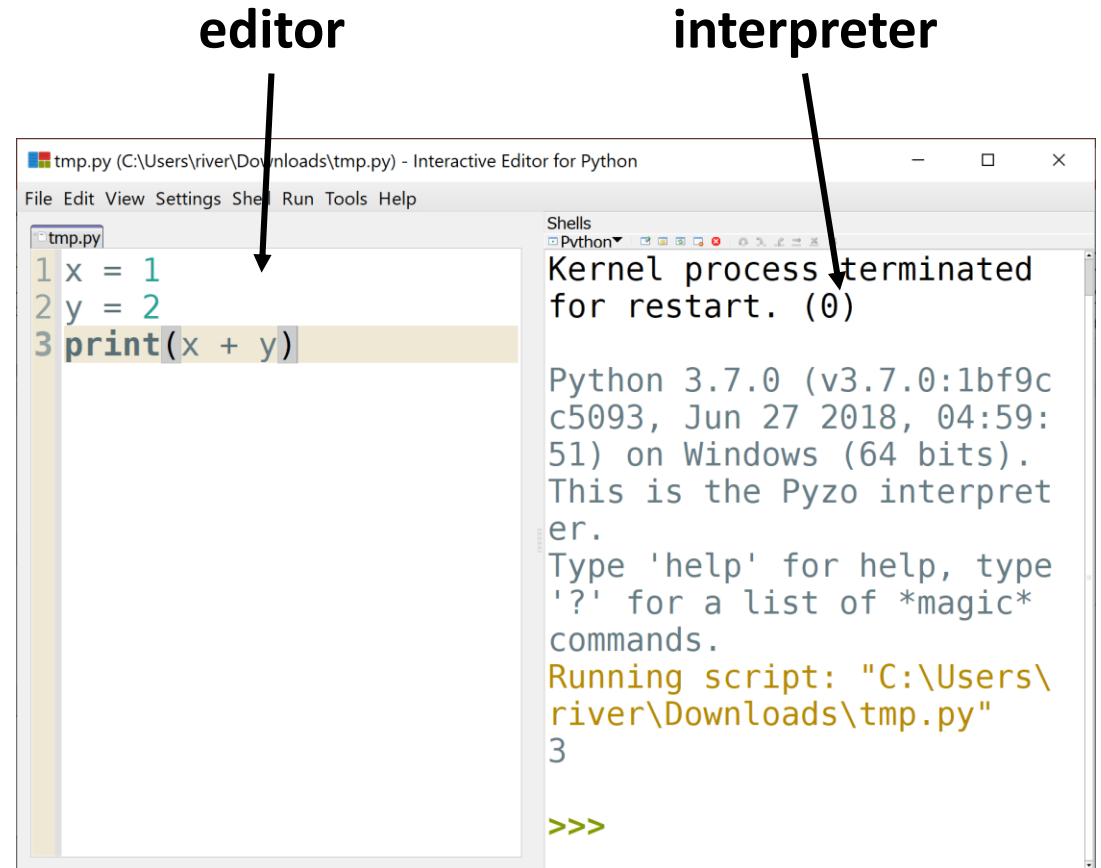 editor interpreter
tmp.py (C:\Users\river\Downloads\tmp.py) - Interactive Editor for Python
File Edit View Settings Shell Run Tools Help
tmp.py
1 x = 1
2 y = 2
3 print(x + y)
Shells
Python
Kernel process terminated
for restart. (0)
Python 3.7.0 (v3.7.0:1bf9c
c5093, Jun 27 2018, 04:59:
51) on Windows (64 bits).
This is the Pyzo interpret
er.
Type 'help' for help, type
'?' for a list of *magic*
commands.
Running script: "C:\Users\
river\Downloads\tmp.py"
3
>>>